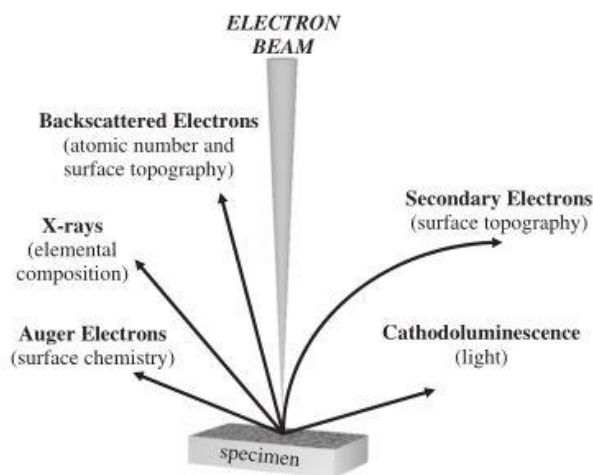 ELECTRON
BEAM
Backscattered Electrons
(atomic number and
surface topography)
Secondary Electrons
(surface topography)
X-rays
(elemental
composition)
Auger Electrons
(surface chemistry)
Cathodoluminescence
(light)
specimen